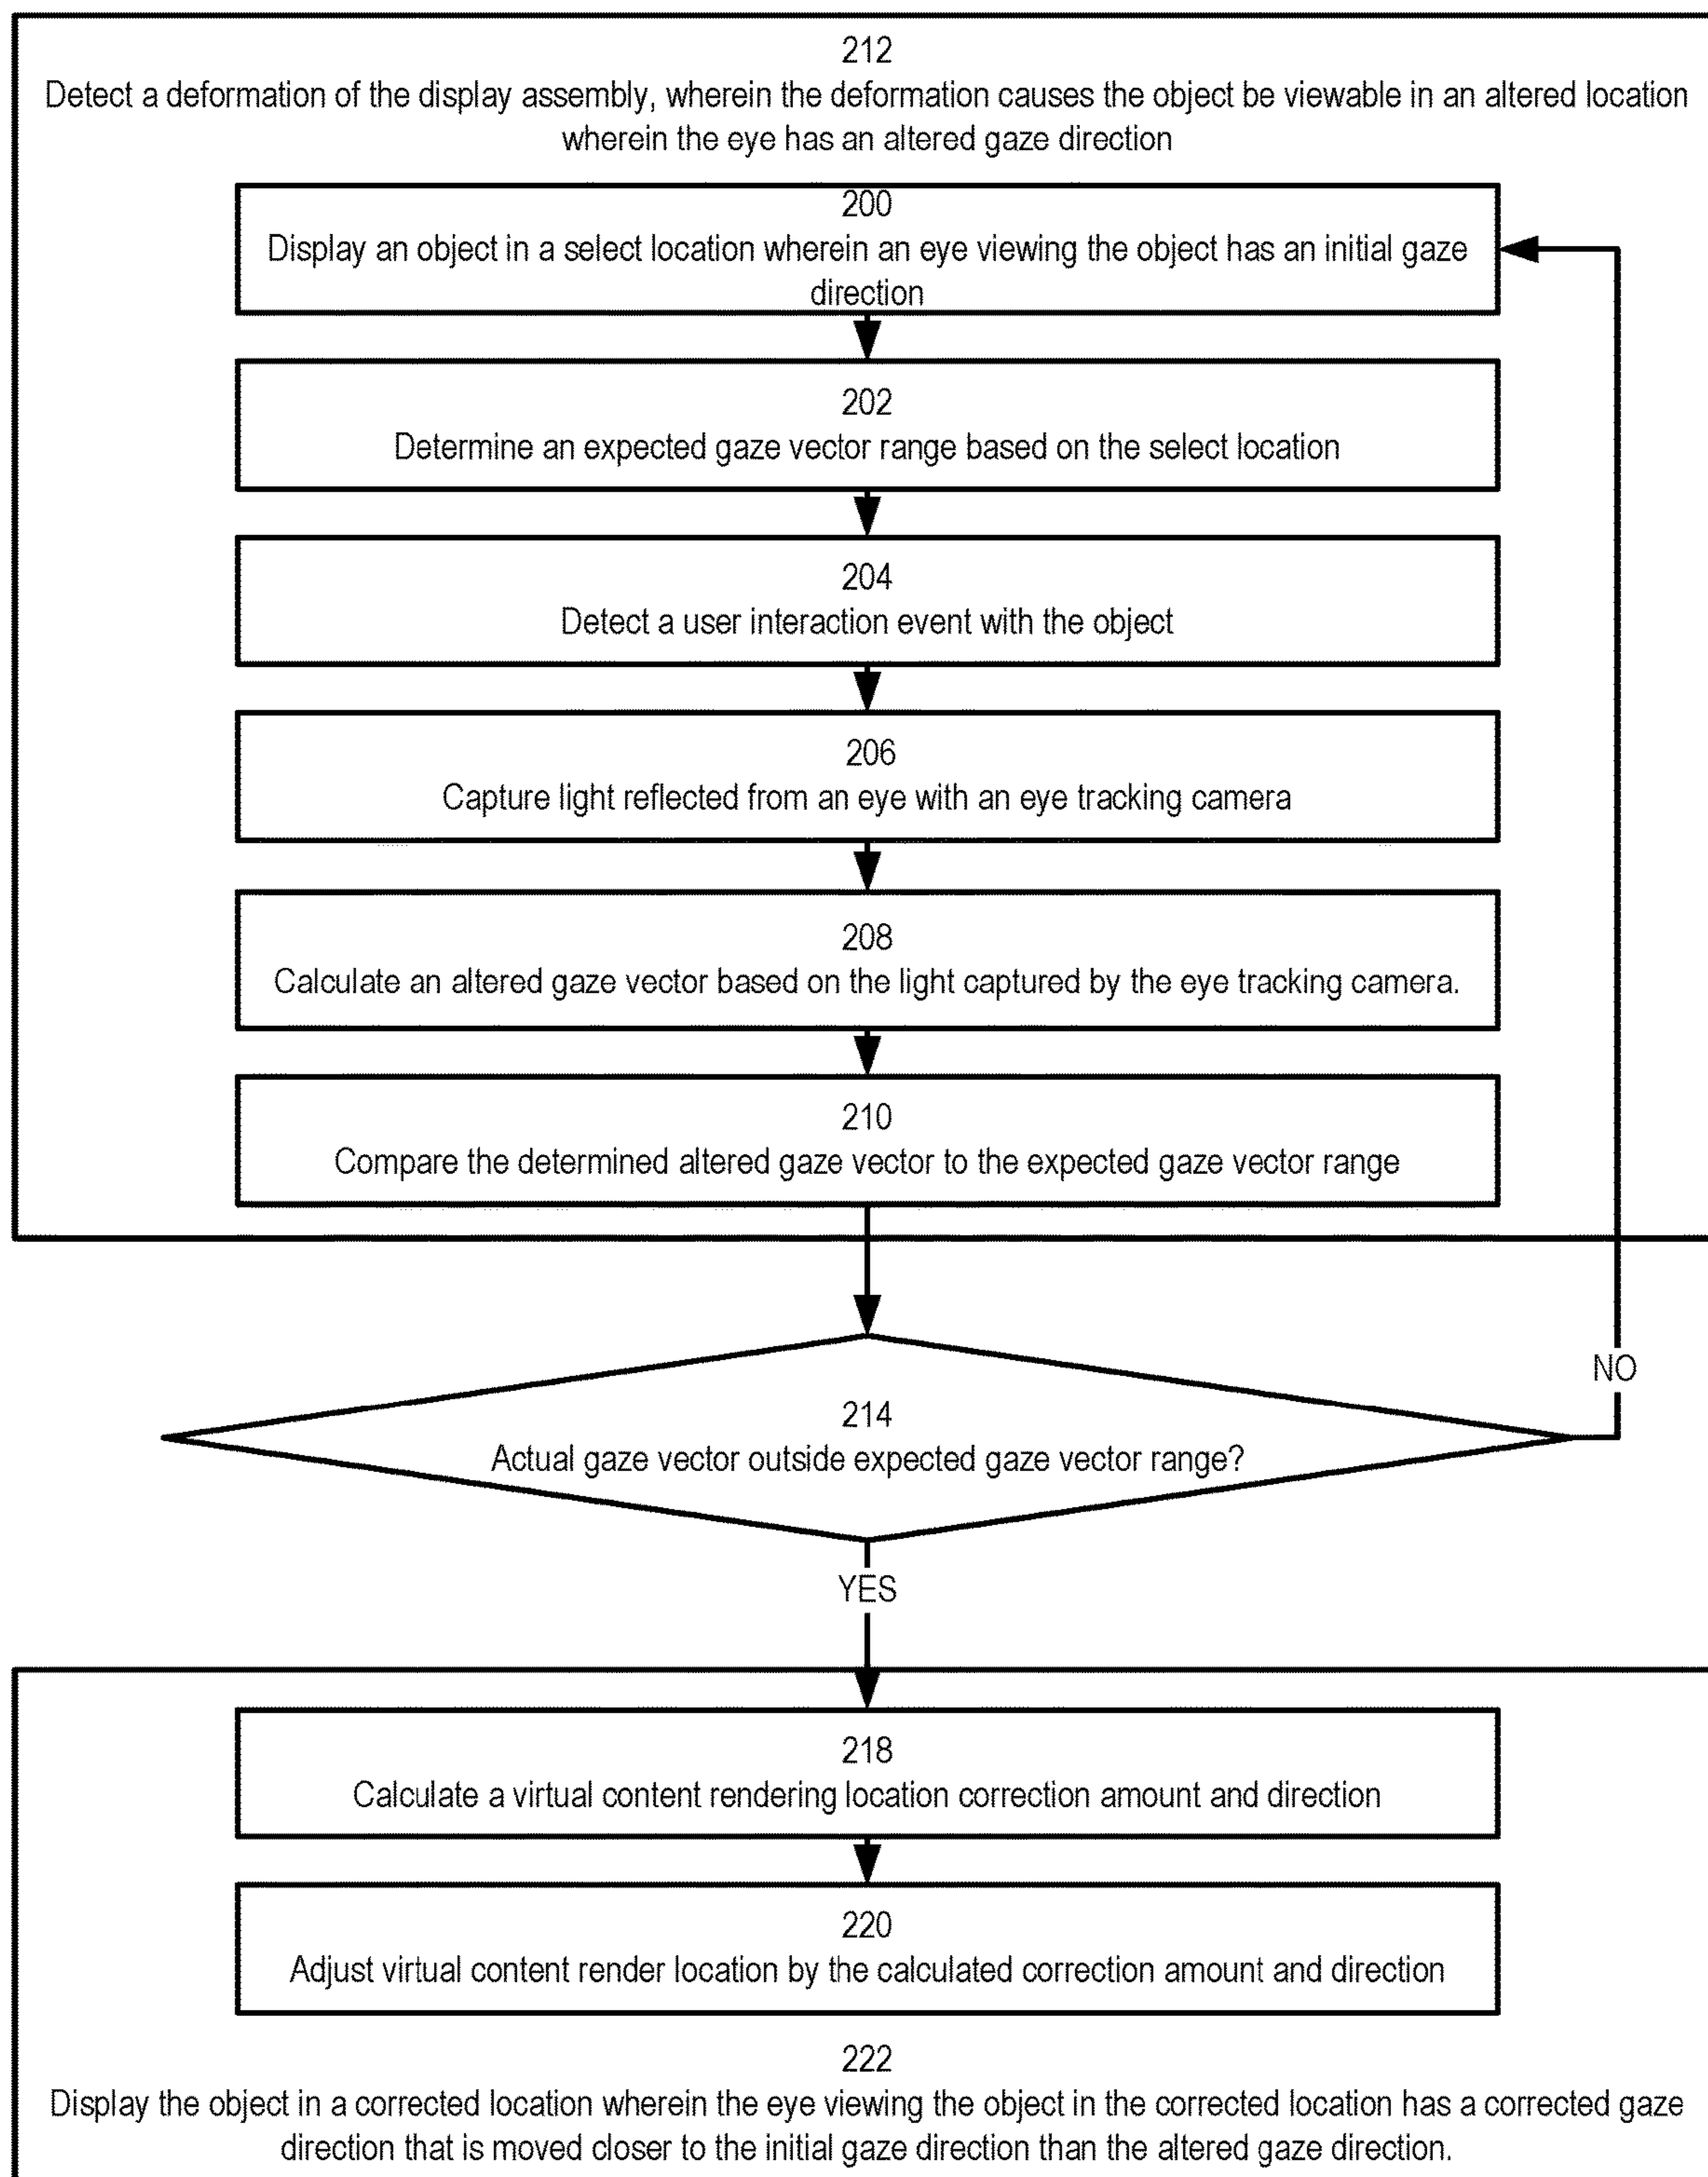 212
Detect a deformation of the display assembly, wherein the deformation causes the object be viewable in an altered location
wherein the eye has an altered gaze direction
200
Display an object in a select location wherein an eye viewing the object has an initial gaze
direction
202
Determine an expected gaze vector range based on the select location
204
Detect a user interaction event with the object
206
Capture light reflected from an eye with an eye tracking camera
208
Calculate an altered gaze vector based on the light captured by the eye tracking camera.
210
Compare the determined altered gaze vector to the expected gaze vector range
NO
214
Actual gaze vector outside expected gaze vector range?
YES
218
Calculate a virtual content rendering location correction amount and direction
220
Adjust virtual content render location by the calculated correction amount and direction
222
Display the object in a corrected location wherein the eye viewing the object in the corrected location has a corrected gaze
direction that is moved closer to the initial gaze direction than the altered gaze direction.